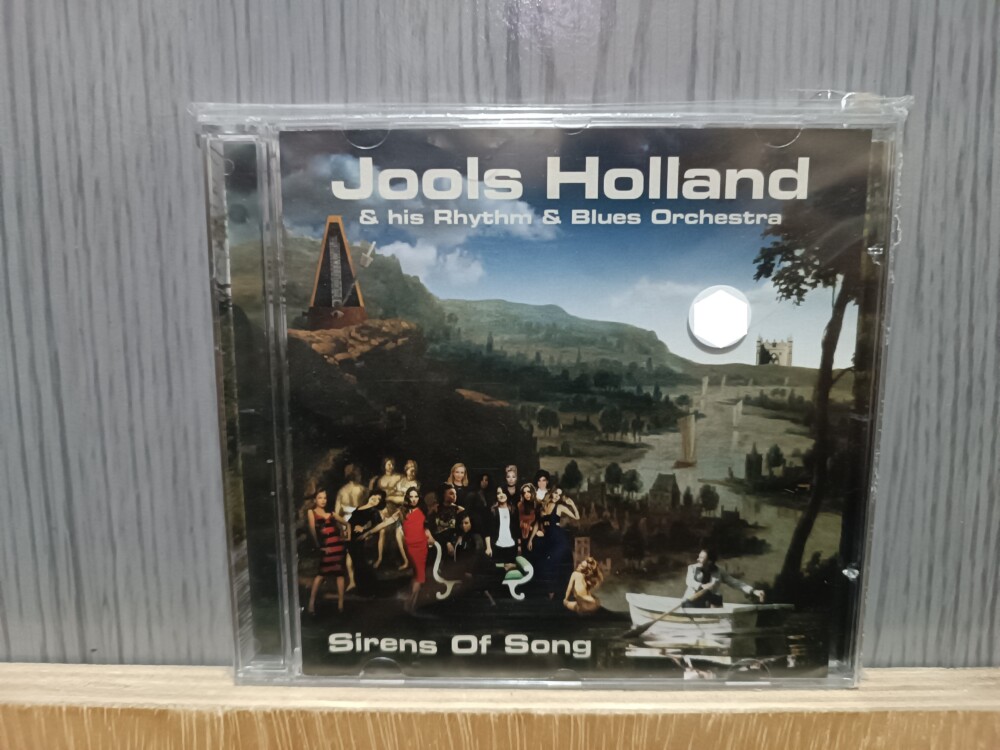 Jools Holland
& his Rhythm & Blues Orchestra
Sirens Of Song